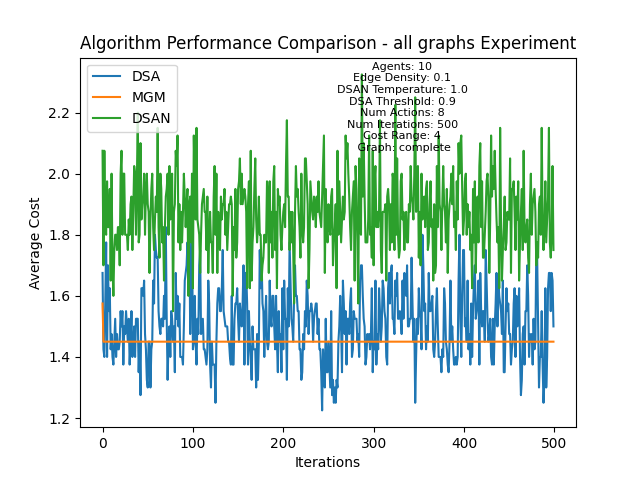 Algorithm Performance Comparison - all graphs Experiment
DSA
MGM
DSAN
Agents: 10
Edge Density: 0.1
DSAN Temperature: 1.0
DSA Threshold: 0.9
Num Actions: 8
Num Iterations: 500
Cost Range: 4
Graph: complete
Average Cost
2.2
2.0
1.8
1.6
1.4
1.2
0
100
200
300
400
500
Iterations